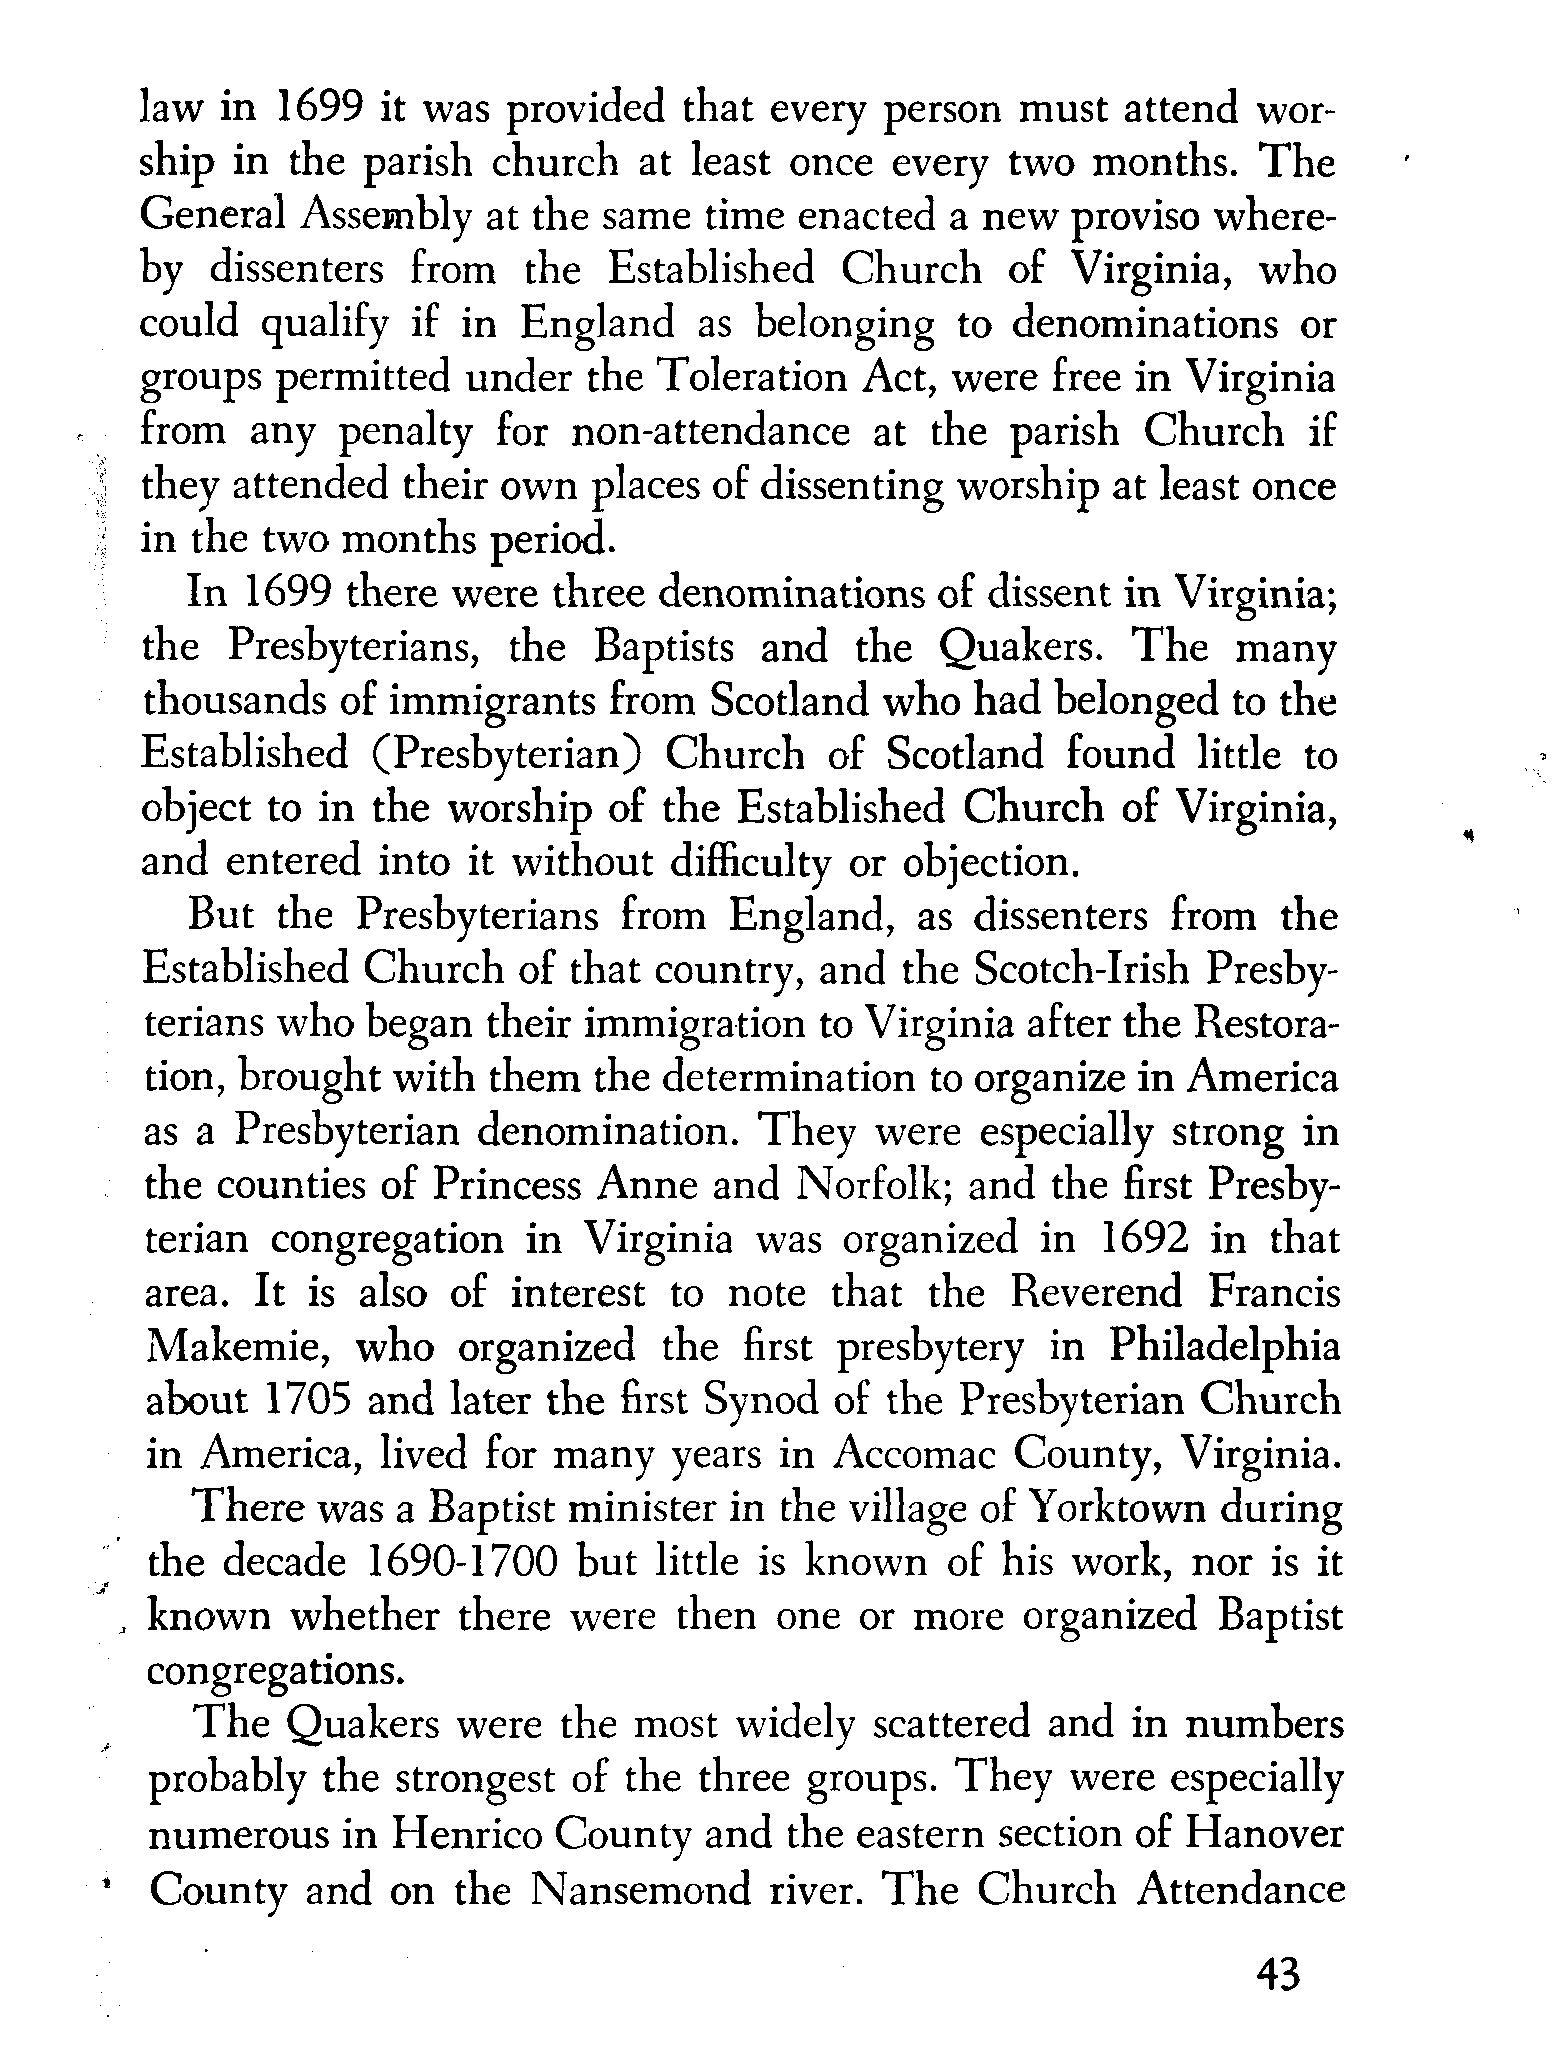 law in 1699 it was provided that every person must attend wor-
ship in the parish church at least once every two months. The
General Assembly at the same time enacted a new proviso where-
by dissenters from the Established Church of Virginia, who
could qualify if in England as belonging to denominations or
groups permitted under the Toleration Act, were free in Virginia
from any penalty for non-attendance at the parish Church if
they attended their own places of dissenting worship at least once
in the two months period.
In 1699 there were three denominations of dissent in Virginia;
the Presbyterians, the Baptists and the Quakers. The many
thousands of immigrants from Scotland who had belonged to the
Established (Presbyterian) Church of Scotland found little to
object to in the worship of the Established Church of Virginia,
and entered into it without difficulty or objection.
But the Presbyterians from England, as dissenters from the
Established Church of that country, and the Scotch-Irish Presby-
terians who began their immigration to Virginia after the Restora-
tion, brought with them the determination to organize in America
as a Presbyterian denomination. They were especially strong in
the counties of Princess Anne and Norfolk; and the first Presby-
terian congregation in Virginia was organized in 1692 in that
area. It is also of interest to note that the Reverend Francis
Makemie, who organized the first presbytery in Philadelphia
about 1705 and later the first Synod of the Presbyterian Church
in America, lived for many years in Accomac County, Virginia.
There was a Baptist minister in the village of Yorktown during
the decade 1690-1700 but little is known of his work, nor is it
known whether there were then one or more organized Baptist
congregations.
The Quakers were the most widely scattered and in numbers
probably the strongest of the three groups. They were especially
numerous in Henrico County and the eastern section of Hanover
County and on the Nansemond river. The Church Attendance
43